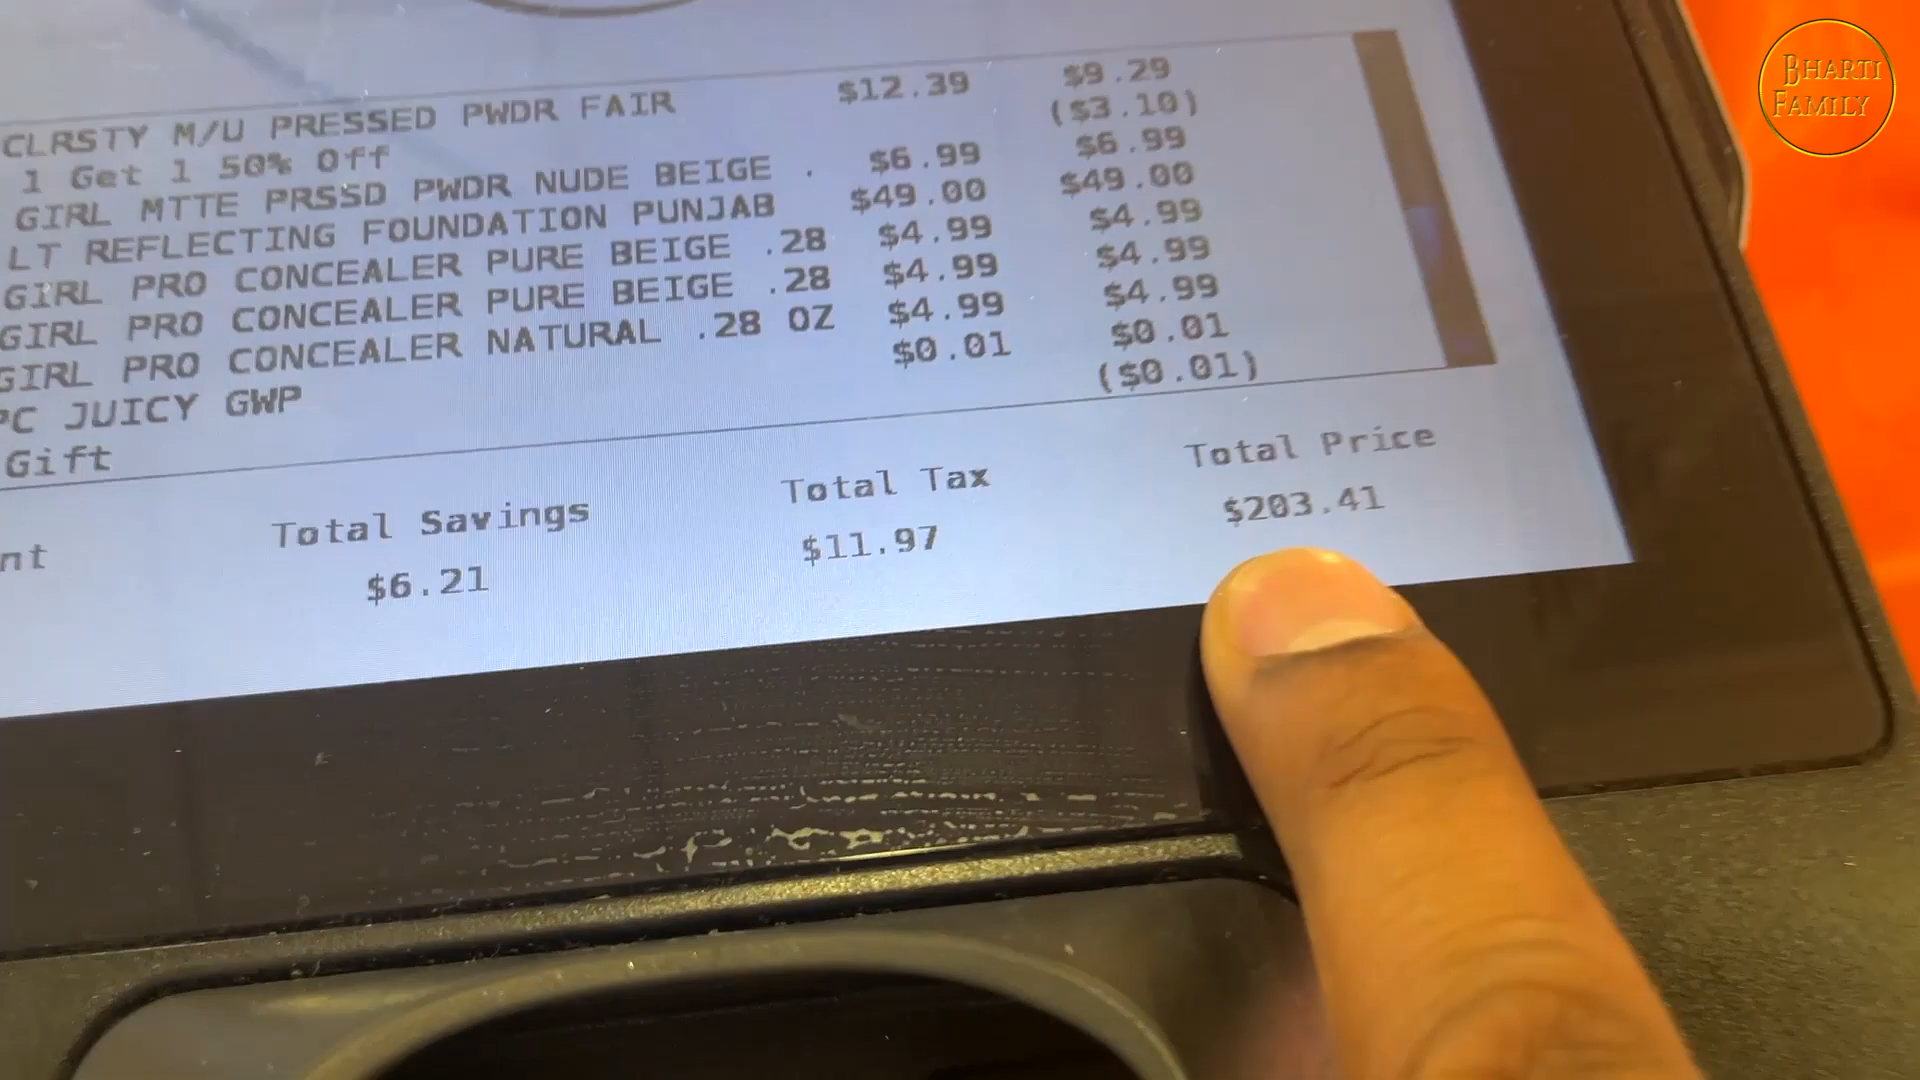 CLRSTY M/U PRESSED PWDR FAIR $12.39 $9.29
1 Get 1 50% Off ($3.10)
GIRL MTTE PRSSD PWDR NUDE BEIGE . $6.99 $6.99
LT REFLECTING FOUNDATION PUNJAB $49.00 $49.00
GIRL PRO CONCEALER PURE BEIGE .28 $4.99 $4.99
GIRL PRO CONCEALER PURE BEIGE .28 $4.99 $4.99
GIRL PRO CONCEALER NATURAL .28 OZ $4.99 $4.99
PC JUICY GWP $0.01 $0.01
Gift ($0.01)
nt Total Savings Total Tax Total Price
$6.21 $11.97 $203.41
BHARTI
FAMILY